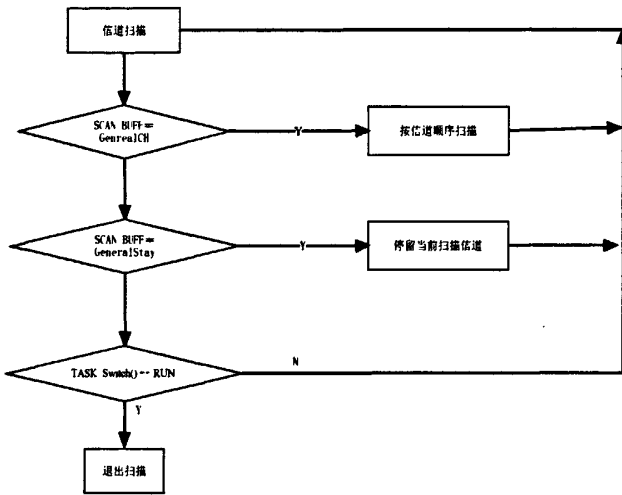 信道扫描
SCAN BUFF==
GenrealCH
Y
按信道顺序扫描
SCAN BUFF==
GeneralStay
Y
停留当前扫描信道
TASK Switch()== RUN
N
Y
退出扫描